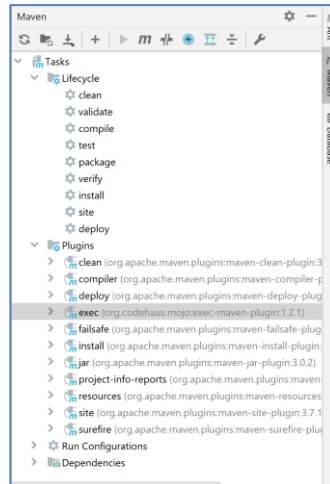 Maven
m
Tasks
Lifecycle
clean
validate
compile
test
package
verify
install
site
deploy
Plugins
clean (org.apache.maven.plugins:maven-clean-plugin:3
compiler (org.apache.maven.plugins:maven-compiler-p
deploy (org.apache.maven.plugins:maven-deploy-plug
exec (org.codehaus.mojo:exec-maven-plugin:1.2.1)
failsafe (org.apache.maven.plugins:maven-failsafe-plug
install (org.apache.maven.plugins:maven-install-plugin:
jar (org.apache.maven.plugins:maven-jar-plugin:3.0.2)
project-info-reports (org.apache.maven.plugins:maven-
resources (org.apache.maven.plugins:maven-resources
site (org.apache.maven.plugins:maven-site-plugin:3.7.1
surefire (org.apache.maven.plugins:maven-surefire-plu
Run Configurations
Dependencies
Ant
Maven
Database